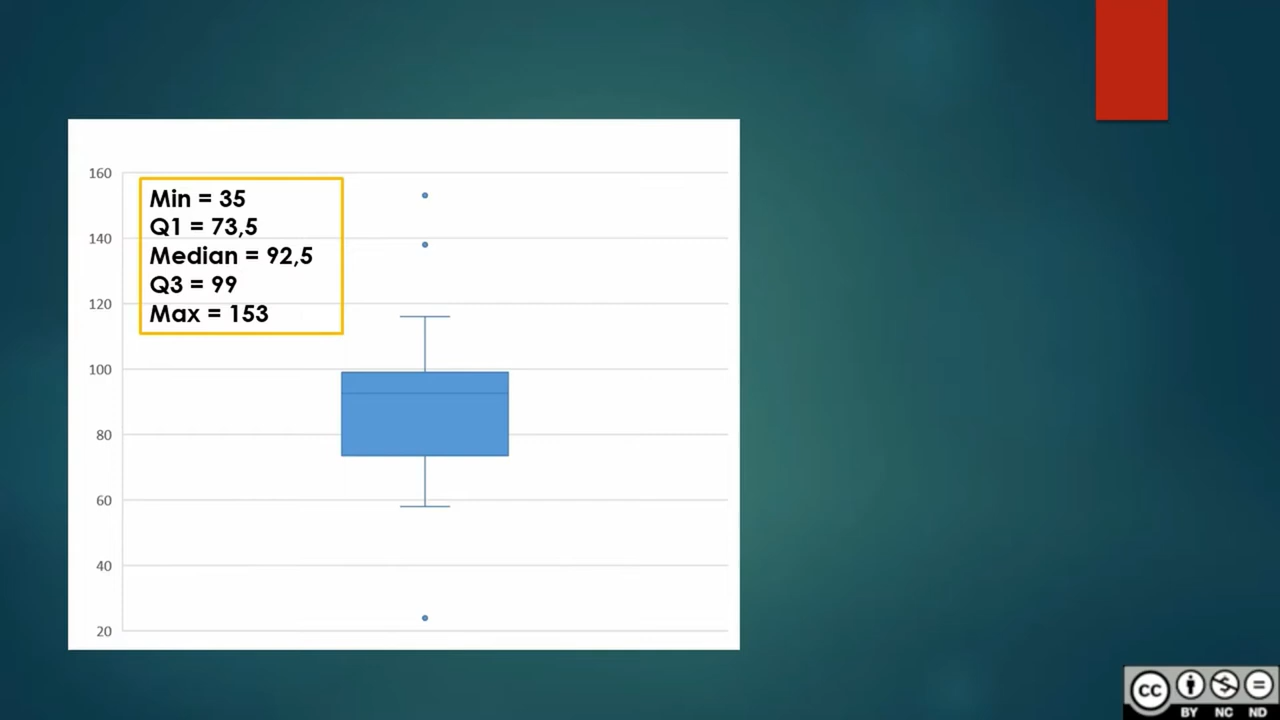 160
140
120
100
80
60
40
20
Min = 35
Q1 = 73,5
Median = 92,5
Q3 = 99
Max = 153
cc
BY NC ND